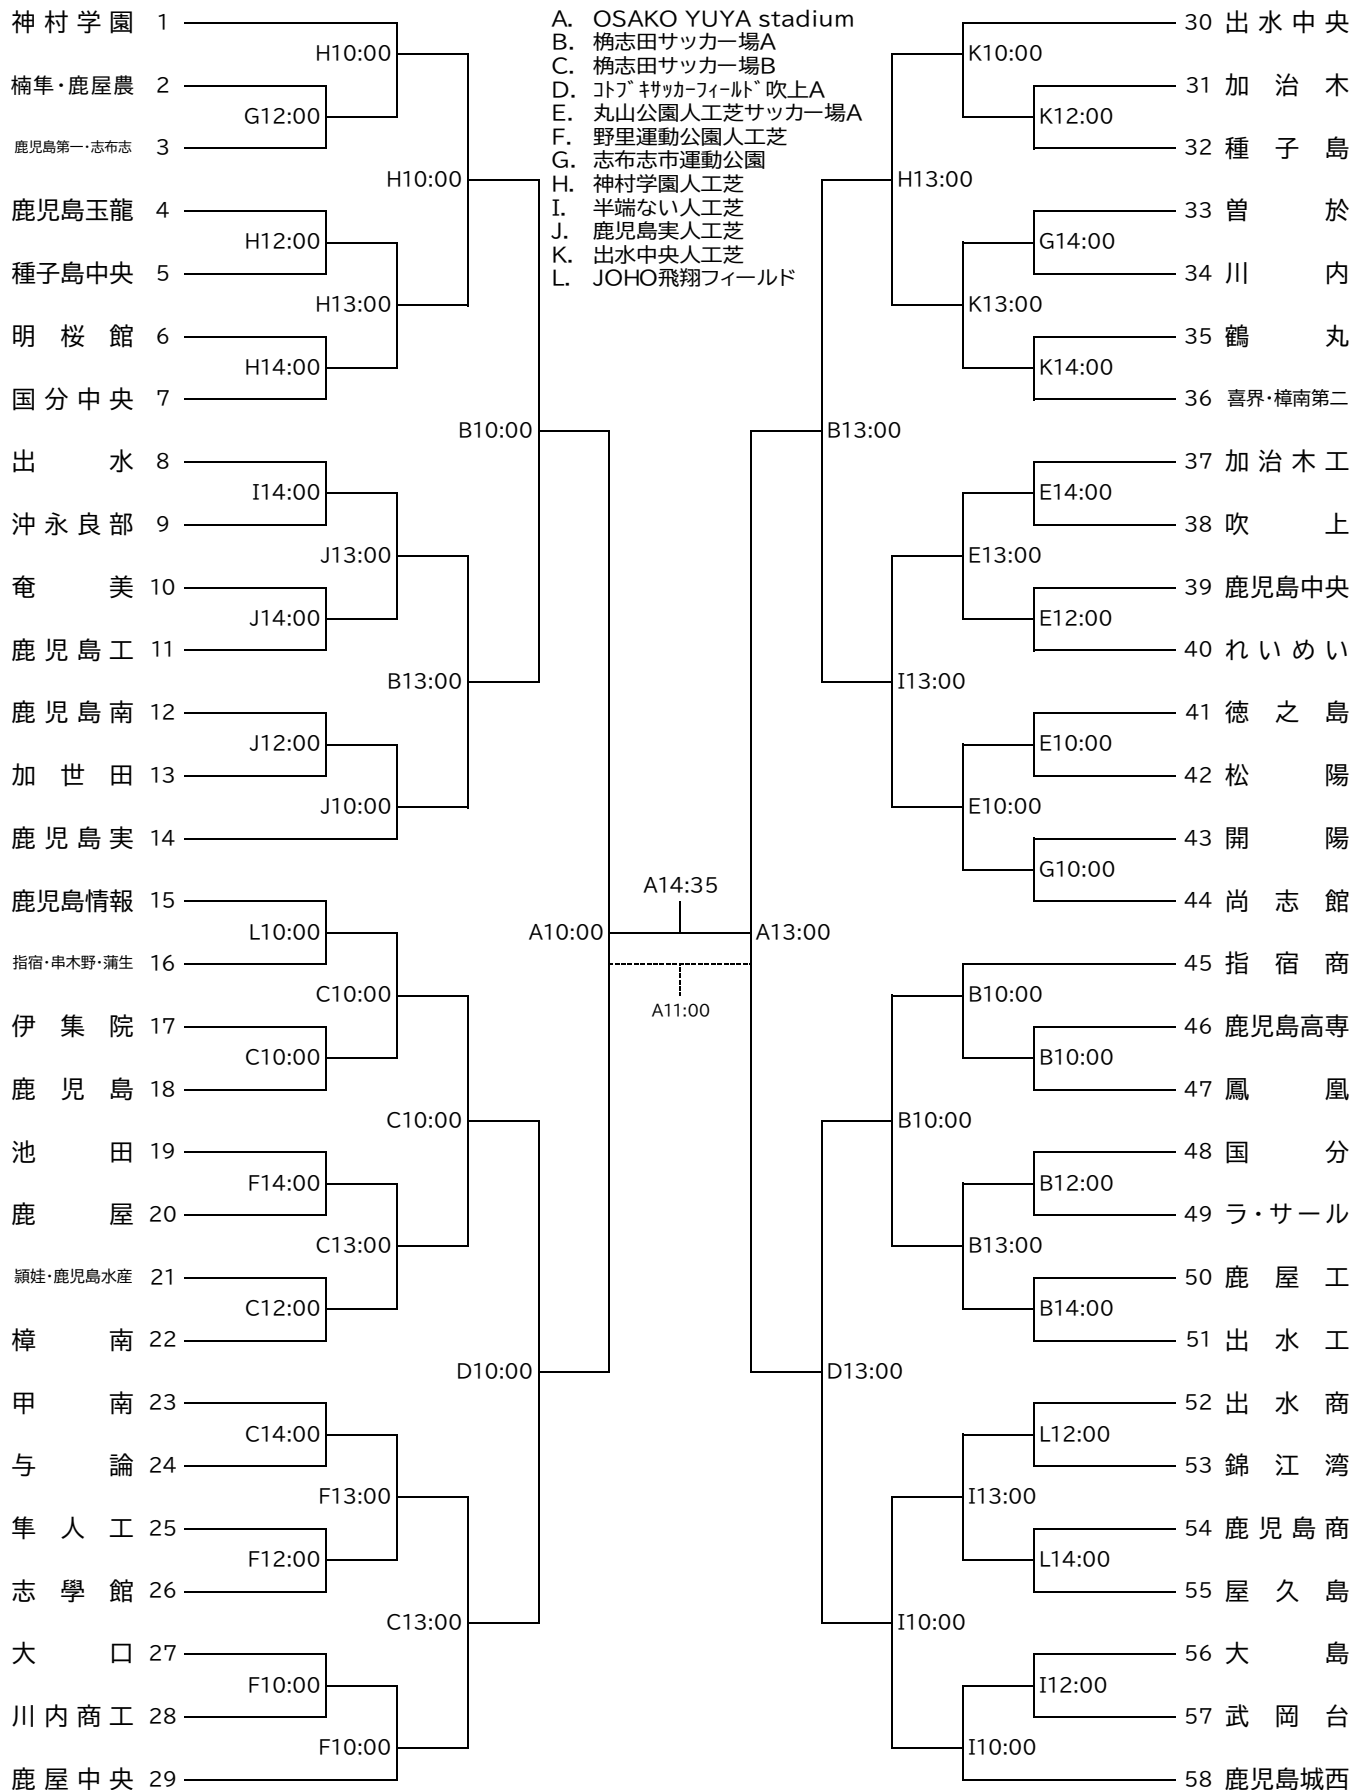 A. OSAKO YUYA stadium
B. 桷志田サッカー場A
C. 桷志田サッカー場B
D. ｺﾄﾌﾞｷｻｯｶｰﾌｨｰﾙﾄﾞ吹上A
E. 丸山公園人工芝サッカー場A
F. 野里運動公園人工芝
G. 志布志市運動公園
H. 神村学園人工芝
I. 半端ない人工芝
J. 鹿児島実人工芝
K. 出水中央人工芝
L. JOHO飛翔フィールド
神村学園 1
H10:00
楠隼・鹿屋農 2
G12:00
鹿児島第一・志布志 3
H10:00
鹿児島玉龍 4
H12:00
種子島中央 5
H13:00
明桜館 6
H14:00
国分中央 7
B10:00
出水 8
I14:00
沖永良部 9
J13:00
奄美 10
J14:00
鹿児島工 11
B13:00
鹿児島南 12
J12:00
加世田 13
J10:00
鹿児島実 14
鹿児島情報 15
L10:00
A10:00
指宿・串木野・蒲生 16
C10:00
伊集院 17
C10:00
鹿児島 18
C10:00
池田 19
F14:00
鹿屋 20
C13:00
頴娃・鹿児島水産 21
C12:00
樟南 22
D10:00
甲南 23
C14:00
与論 24
F13:00
隼人工 25
F12:00
志學館 26
C13:00
大口 27
F10:00
川内商工 28
F10:00
鹿屋中央 29
A14:35
A11:00
30 出水中央
K10:00
31 加治木
K12:00
32 種子島
H13:00
33 曽於
G14:00
34 川内
K13:00
35 鶴丸
K14:00
36 喜界・樟南第二
B13:00
37 加治木工
E14:00
38 吹上
E13:00
39 鹿児島中央
E12:00
40 れいめい
I13:00
41 徳之島
E10:00
42 松陽
E10:00
43 開陽
G10:00
44 尚志館
A13:00
45 指宿商
B10:00
46 鹿児島高専
B10:00
47 鳳凰
B10:00
48 国分
B12:00
49 ラ・サール
B13:00
50 鹿屋工
B14:00
51 出水工
D13:00
52 出水商
L12:00
53 錦江湾
I13:00
54 鹿児島商
L14:00
55 屋久島
I10:00
56 大島
I12:00
57 武岡台
I10:00
58 鹿児島城西